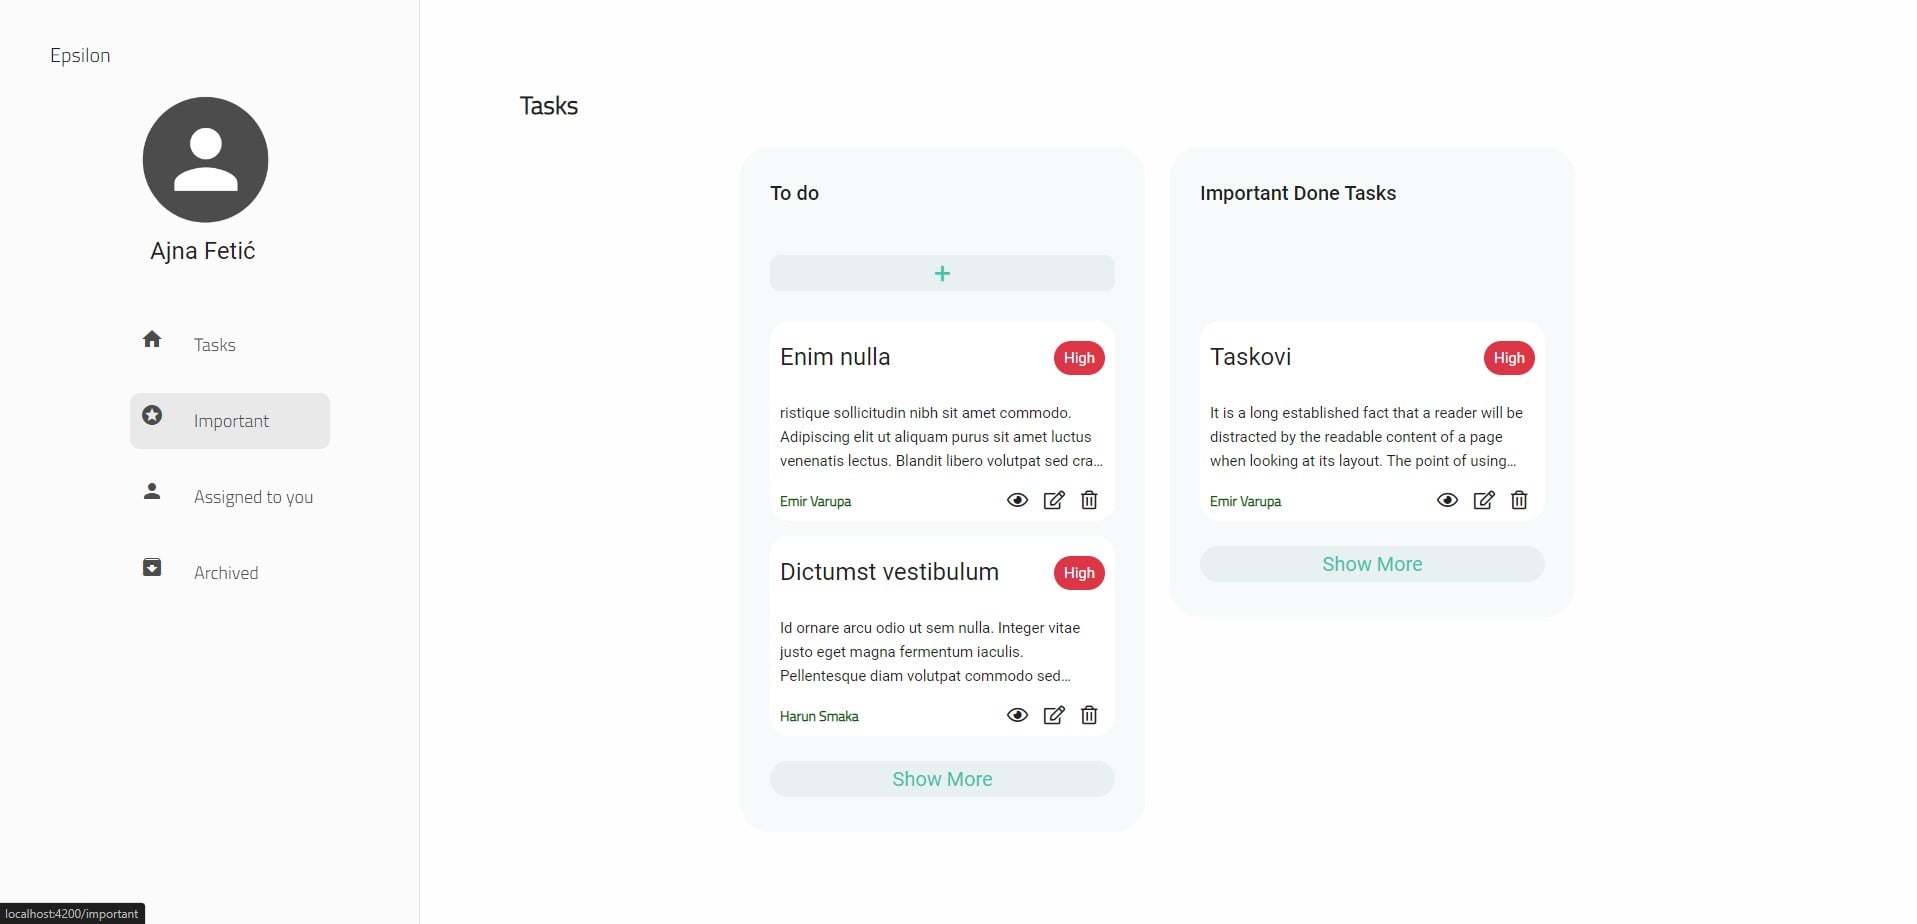 Epsilon
Ajna Fetić
Tasks
Important
Assigned to you
Archived
Tasks
To do
+
Enim nulla
High
ristique sollicitudin nibh sit amet commodo.
Adipiscing elit ut aliquam purus sit amet luctus
venenatis lectus. Blandit libero volutpat sed cra...
Emir Varupa
Dictumst vestibulum
High
Id ornare arcu odio ut sem nulla. Integer vitae
justo eget magna fermentum iaculis.
Pellentesque diam volutpat commodo sed...
Harun Smaka
Show More
Important Done Tasks
Taskovi
High
It is a long established fact that a reader will be
distracted by the readable content of a page
when looking at its layout. The point of using...
Emir Varupa
Show More
localhost:4200/important